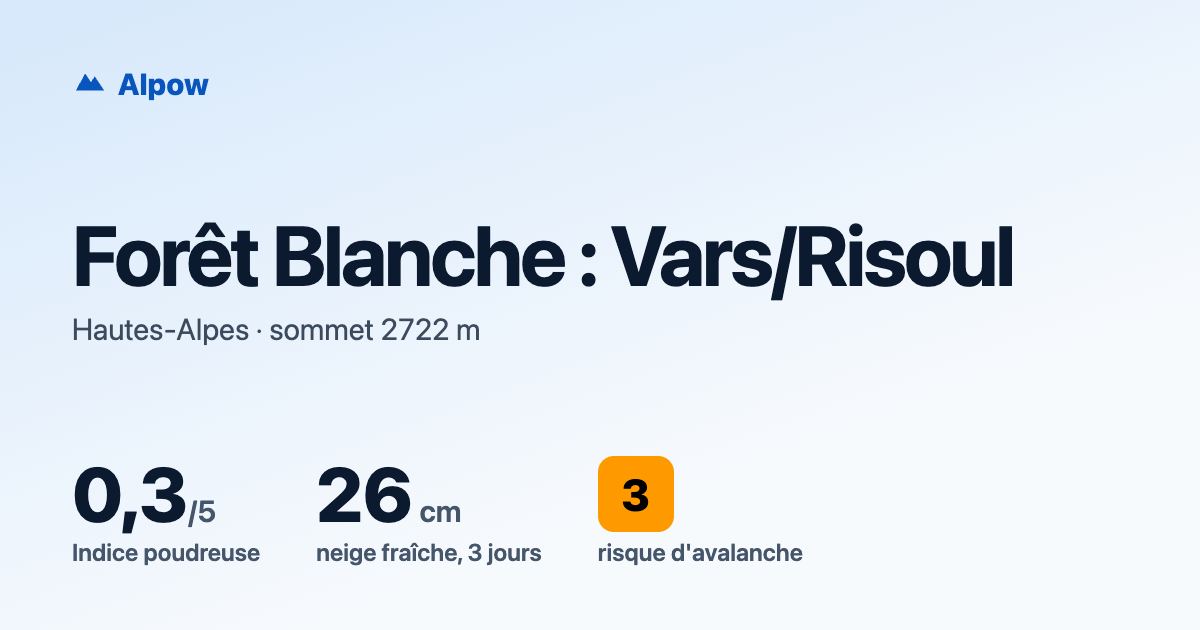 Alpow
Forêt Blanche : Vars/Risoul
Hautes-Alpes · sommet 2722 m
0,3/5
Indice poudreuse
26 cm
neige fraîche, 3 jours
3
risque d'avalanche